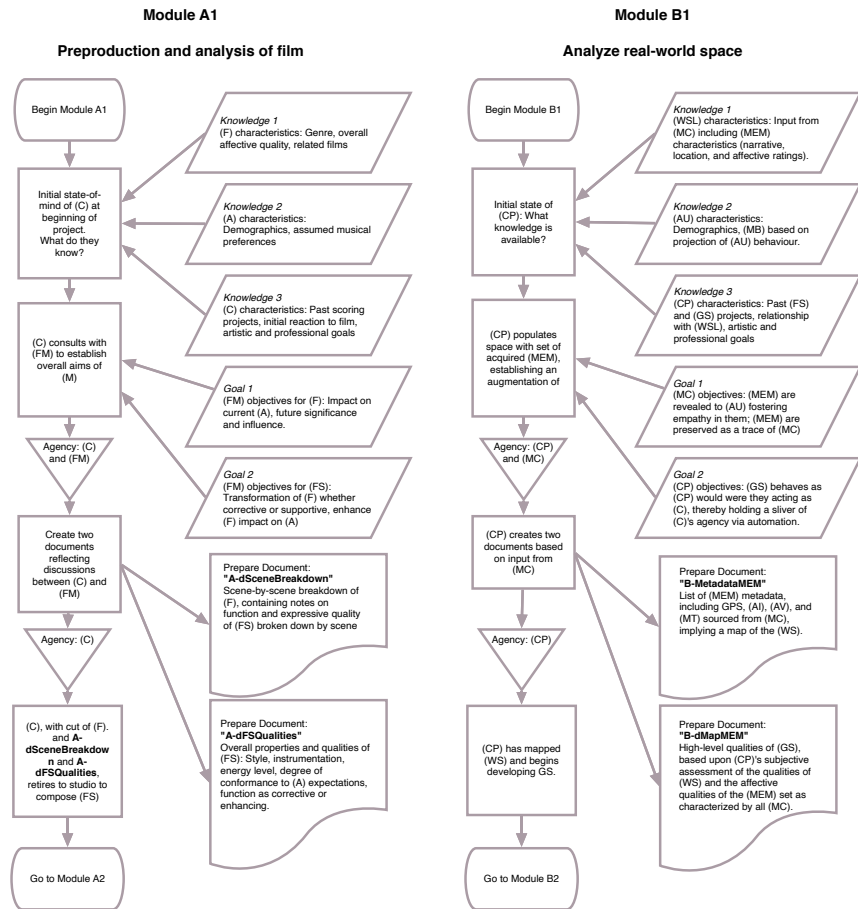 Module A1
Preproduction and analysis of film
Begin Module A1
Knowledge 1
(F) characteristics: Genre, overall
affective quality, related films
Initial state-of-
mind of (C) at
beginning of
project.
What do they
know?
Knowledge 2
(A) characteristics:
Demographics, assumed musical
preferences
Knowledge 3
(C) characteristics: Past scoring
projects, initial reaction to film,
artistic and professional goals
(C) consults with
(FM) to establish
overall aims of
(M)
Goal 1
(FM) objectives for (F): Impact on
current (A), future significance
and influence.
Agency: (C)
and (FM)
Goal 2
(FM) objectives for (FS):
Transformation of (F) whether
corrective or supportive, enhance
(F) impact on (A)
Create two
documents
reflecting
discussions
between (C) and
(FM)
Prepare Document:
"A-dSceneBreakdown"
Scene-by-scene breakdown of
(F), containing notes on
function and expressive quality
of (FS) broken down by scene
Agency: (C)
(C), with cut of (F).
and A-
dSceneBreakdow
n and A-
dFSQualities,
retires to studio to
compose (FS)
Prepare Document:
"A-dFSQualities"
Overall properties and qualities of
(FS): Style, instrumentation,
energy level, degree of
conformance to (A) expectations,
function as corrective or
enhancing.
Go to Module A2
Module B1
Analyze real-world space
Begin Module B1
Knowledge 1
(WSL) characteristics: Input from
(MC) including (MEM)
characteristics (narrative,
location, and affective ratings).
Initial state of
(CP): What
knowledge is
available?
Knowledge 2
(AU) characteristics:
Demographics, (MB) based on
projection of (AU) behaviour.
Knowledge 3
(CP) characteristics: Past (FS)
and (GS) projects, relationship
with (WSL), artistic and
professional goals
(CP) populates
space with set of
acquired (MEM),
establishing an
augmentation of
Goal 1
(MC) objectives: (MEM) are
revealed to (AU) fostering
empathy in them; (MEM) are
preserved as a trace of (MC)
Agency: (CP)
and (MC)
Goal 2
(CP) objectives: (GS) behaves as
(CP) would were they acting as
(C), thereby holding a sliver of
(C)'s agency via automation.
(CP) creates two
documents based
on input from
(MC)
Prepare Document:
"B-MetadataMEM"
List of (MEM) metadata,
including GPS, (AI), (AV), and
(MT) sourced from (MC),
implying a map of the (WS).
Agency: (CP)
(CP) has mapped
(WS) and begins
developing GS.
Prepare Document:
"B-dMapMEM"
High-level qualities of (GS),
based upon (CP)'s subjective
assessment of the qualities of
(WS) and the affective
qualities of the (MEM) set as
characterized by all (MC).
Go to Module B2